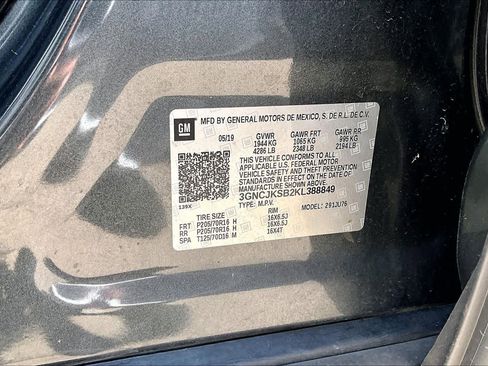 GM
MFD BY GENERAL MOTORS DE MEXICO, S. DE R.L. DE C.V.
05/19 GVWR GAWR FRT GAWR RR
1944 KG 1065 KG 995 KG
4286 LB 2348 LB 2194 LB
THIS VEHICLE CONFORMS TO ALL APPLICABLE
U.S. FEDERAL MOTOR VEHICLE SAFETY, BUMPER, AND
THEFT PREVENTION STANDARDS IN EFFECT ON THE DATE OF
MANUFACTURE SHOWN ABOVE.
3GNCJKSB2KL388849
TYPE: M.P.V. MODEL: 291JU76
139X
TIRE SIZE RIM
FRT P205/70R16 H 16X6.5J
RR P205/70R16 H 16X6.5J
SPA T125/70D16 M 16X4T